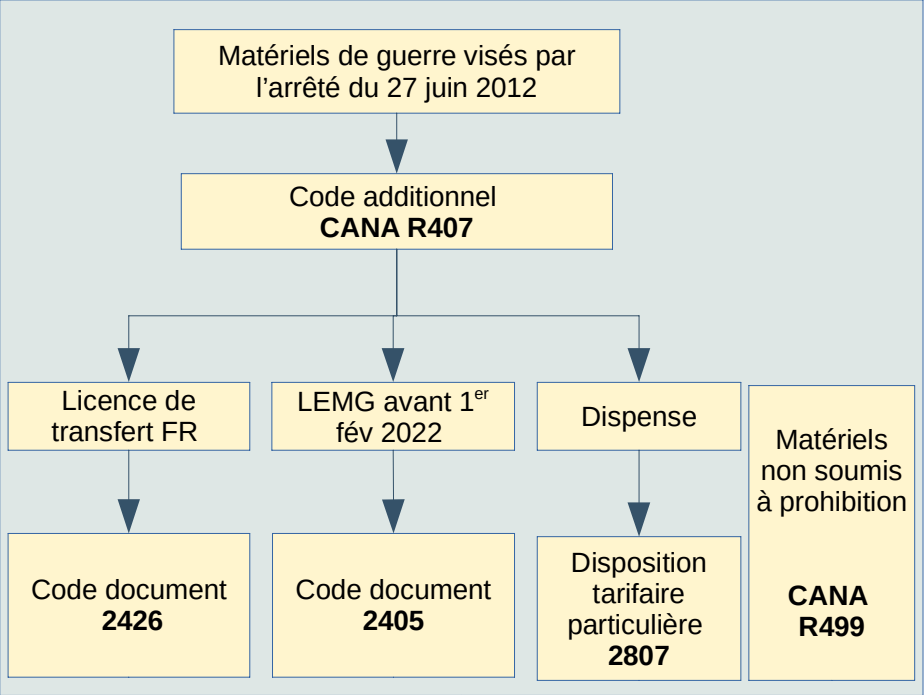 Matériels de guerre visés par
l’arrêté du 27 juin 2012
Code additionnel
CANA R407
Licence de
transfert FR
LEMG avant 1er
fév 2022
Dispense
Matériels
non soumis
à prohibition
CANA
R499
Code document
2426
Code document
2405
Disposition
tarifaire
particulière
2807